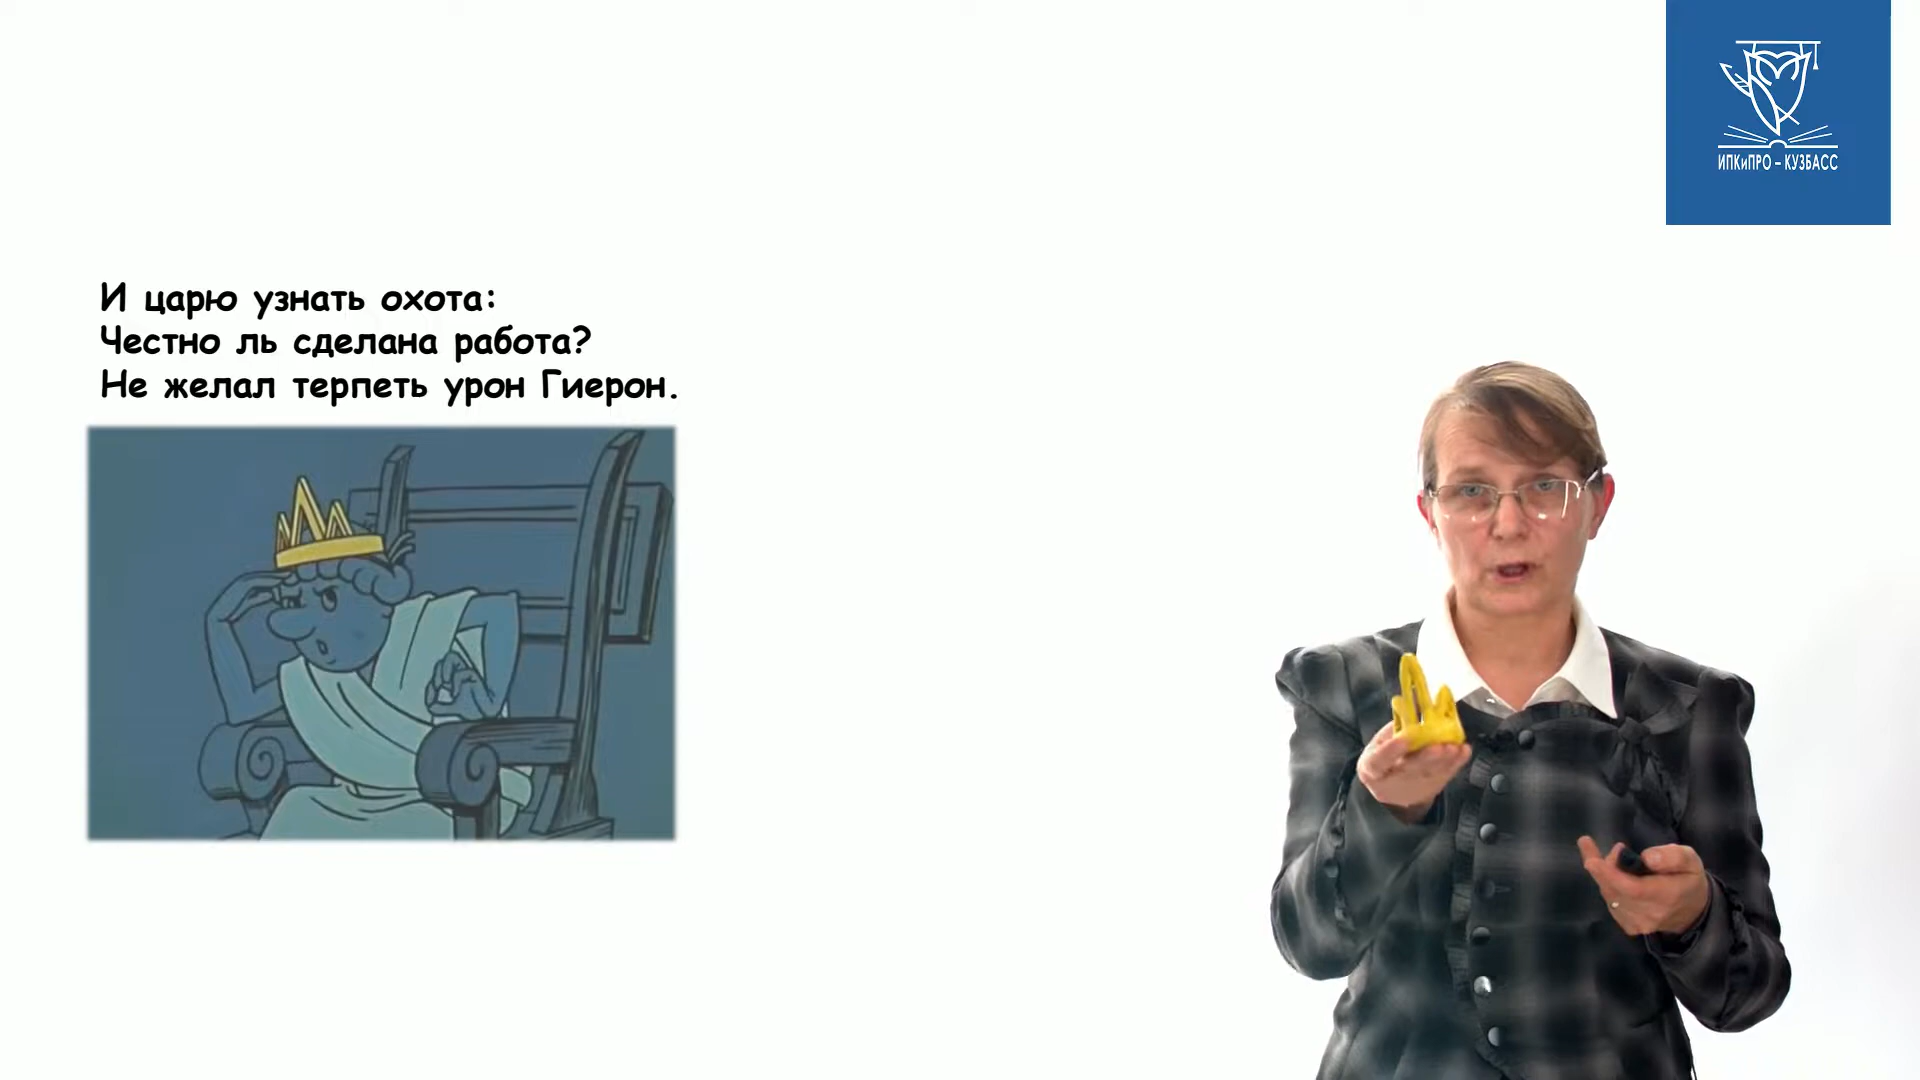 И царю узнать охота:
Честно ль сделана работа?
Не желал терпеть урон Гиерон.
ИПКиПРО – КУЗБАСС